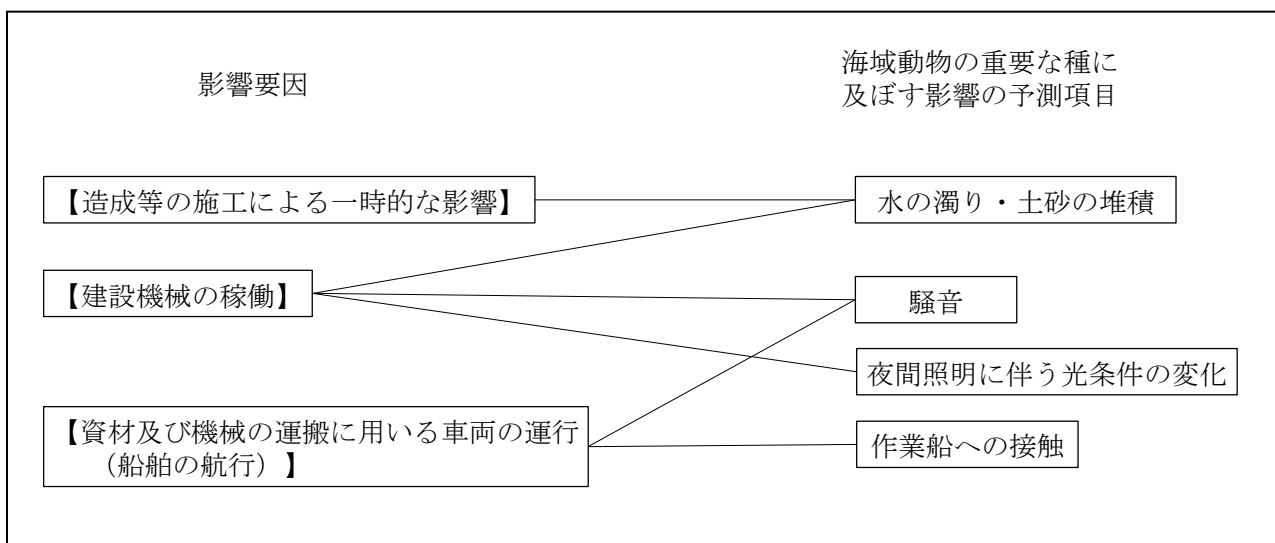 影響要因
海域動物の重要な種に
及ぼす影響の予測項目
【造成等の施工による一時的な影響】
水の濁り・土砂の堆積
【建設機械の稼働】
騒音
夜間照明に伴う光条件の変化
【資材及び機械の運搬に用いる車両の運行
（船舶の航行）】
作業船への接触